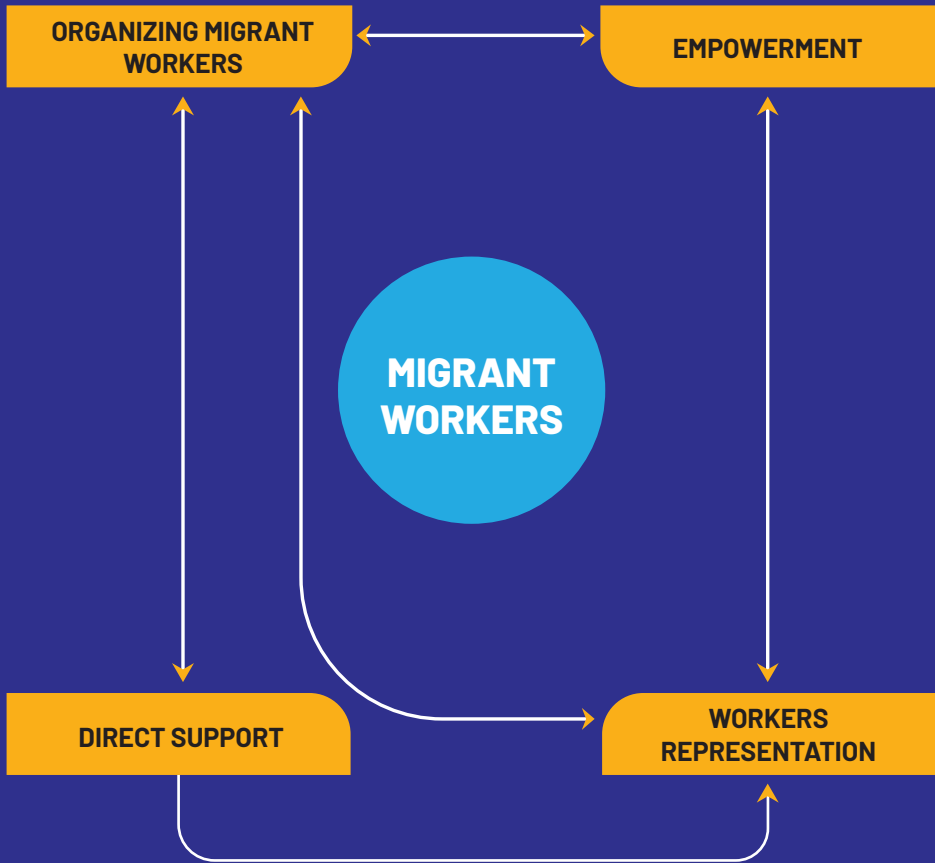 ORGANIZING MIGRANT
WORKERS
EMPOWERMENT
MIGRANT
WORKERS
DIRECT SUPPORT
WORKERS
REPRESENTATION